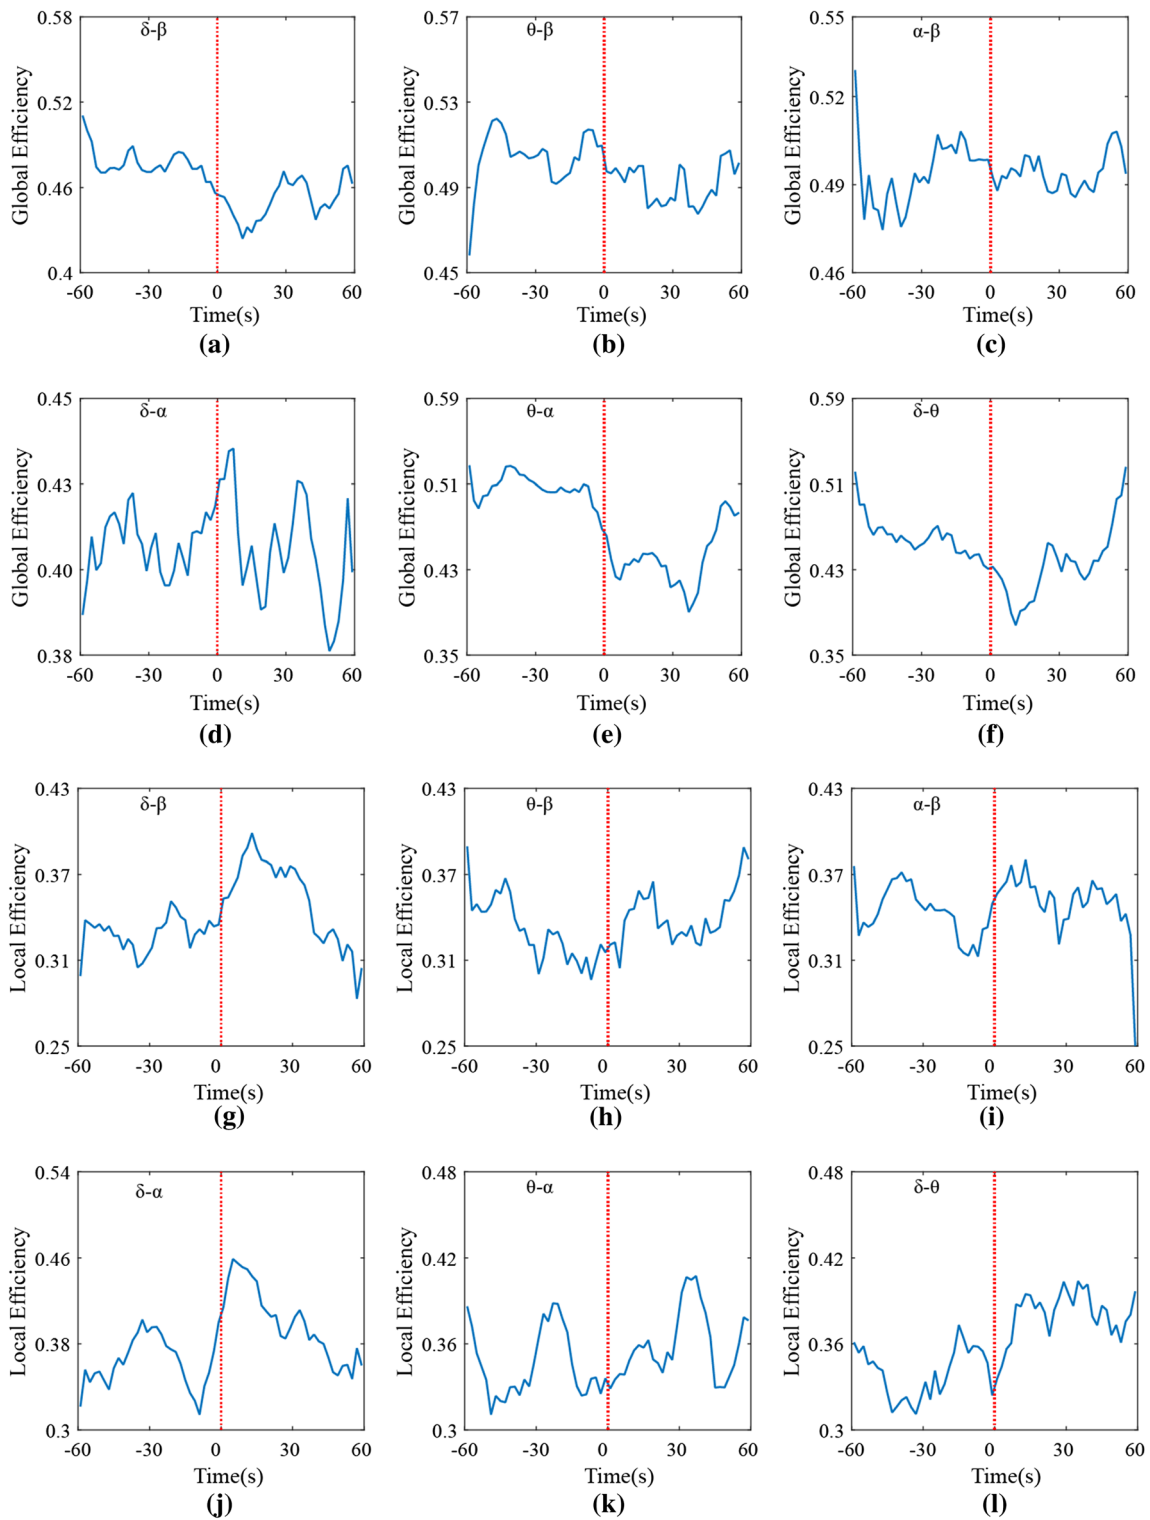 δ-β
Global Efficiency
0.58
0.52
0.46
0.4
-60 -30 0 30 60
Time(s)
(a)
θ-β
Global Efficiency
0.57
0.53
0.49
0.45
-60 -30 0 30 60
Time(s)
(b)
α-β
Global Efficiency
0.55
0.52
0.49
0.46
-60 -30 0 30 60
Time(s)
(c)
δ-α
Global Efficiency
0.45
0.43
0.40
0.38
-60 -30 0 30 60
Time(s)
(d)
θ-α
Global Efficiency
0.59
0.51
0.43
0.35
-60 -30 0 30 60
Time(s)
(e)
δ-θ
Global Efficiency
0.59
0.51
0.43
0.35
-60 -30 0 30 60
Time(s)
(f)
δ-β
Local Efficiency
0.43
0.37
0.31
0.25
-60 -30 0 30 60
Time(s)
(g)
θ-β
Local Efficiency
0.43
0.37
0.31
0.25
-60 -30 0 30 60
Time(s)
(h)
α-β
Local Efficiency
0.43
0.37
0.31
0.25
-60 -30 0 30 60
Time(s)
(i)
δ-α
Local Efficiency
0.54
0.46
0.38
0.3
-60 -30 0 30 60
Time(s)
(j)
θ-α
Local Efficiency
0.48
0.42
0.36
0.3
-60 -30 0 30 60
Time(s)
(k)
δ-θ
Local Efficiency
0.48
0.42
0.36
0.3
-60 -30 0 30 60
Time(s)
(l)